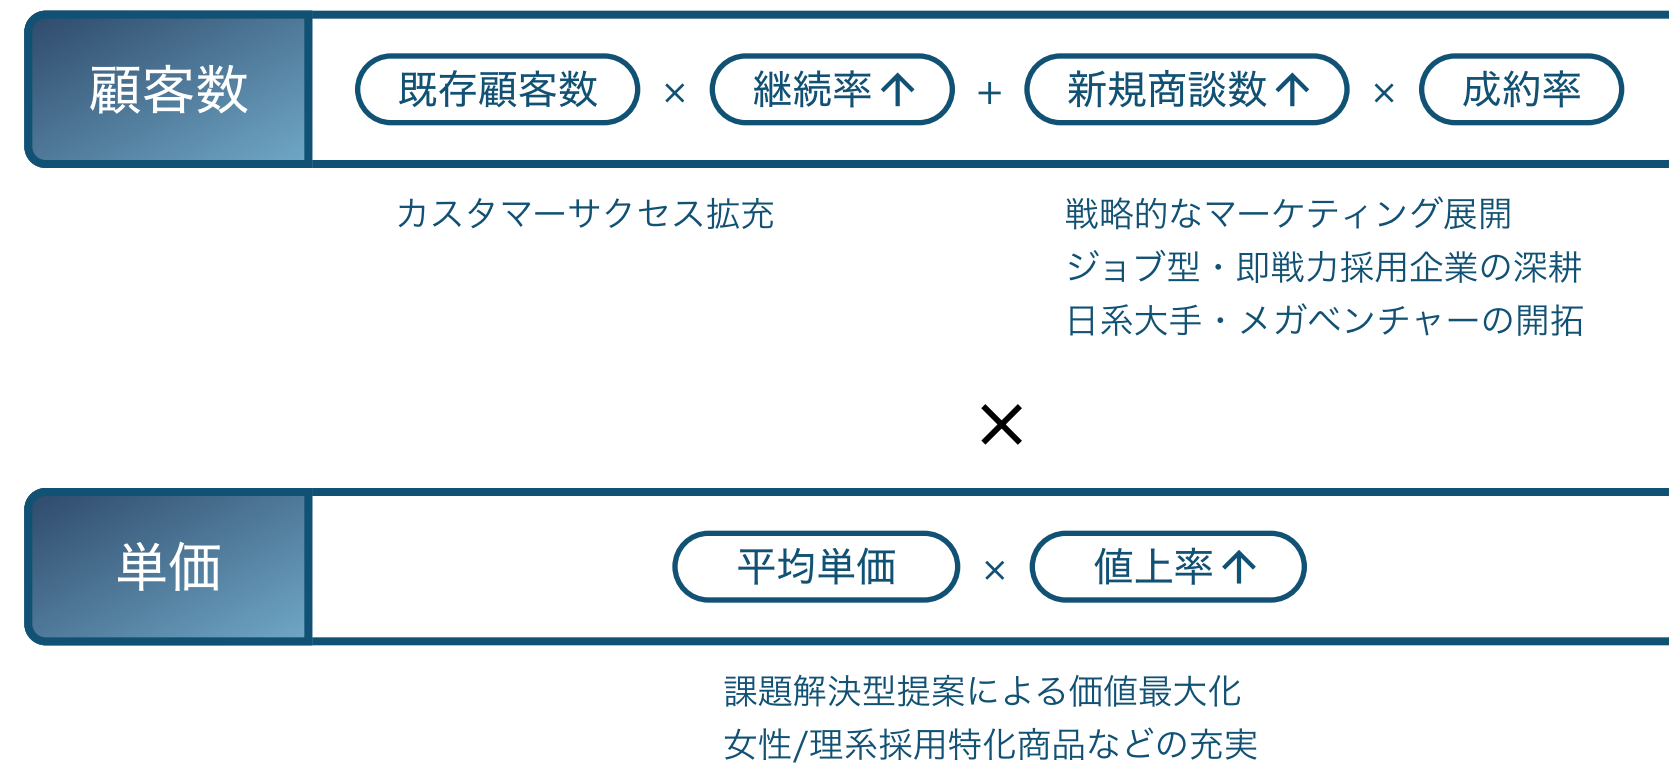 顧客数
既存顧客数 × 継続率↑ + 新規商談数↑ × 成約率
カスタマーサクセス拡充
戦略的なマーケティング展開
ジョブ型・即戦力採用企業の深耕
日系大手・メガベンチャーの開拓
×
単価
平均単価 × 値上率↑
課題解決型提案による価値最大化
女性/理系採用特化商品などの充実